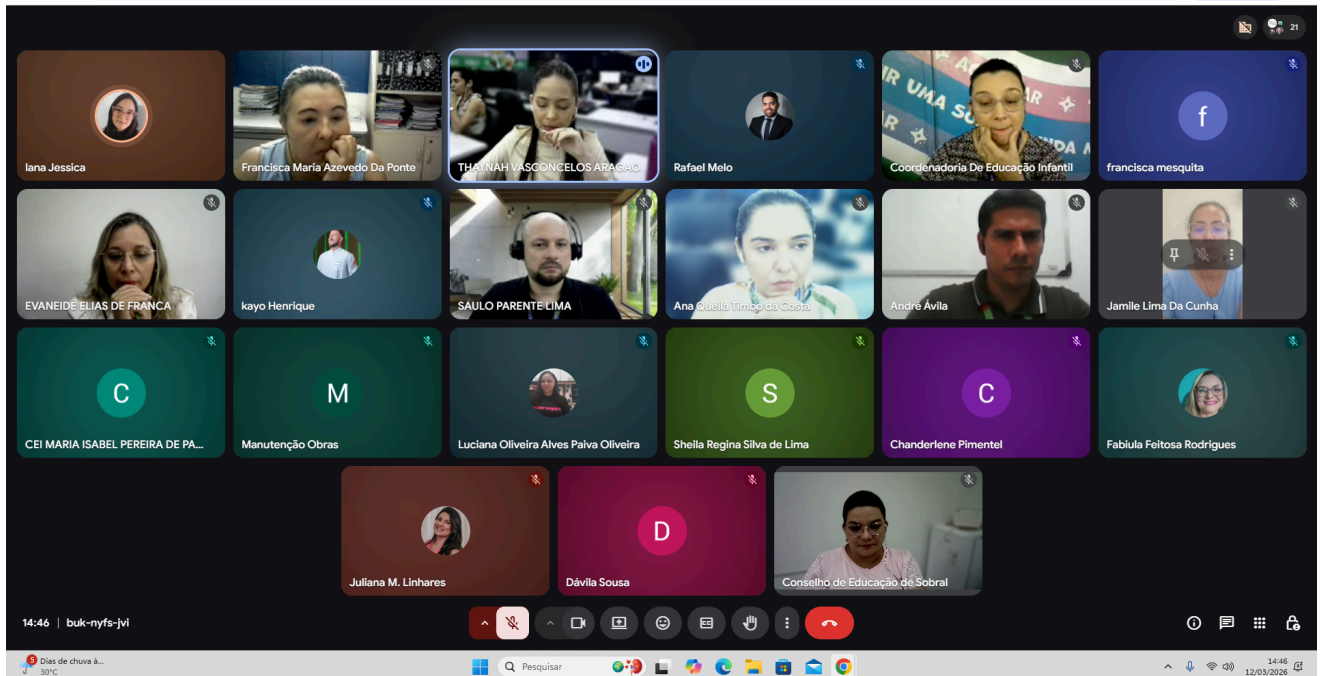 21
Iana Jessica
Francisca Maria Azevedo Da Ponte
THAYNAH VASCONCELOS ARAGAO
Rafael Melo
IR UMA SO
Coordenadoria De Educação Infantil
f
francisca mesquita
EVANEIDE ELIAS DE FRANCA
kayo Henrique
SAULO PARENTE LIMA
Ana Queila Timbo da Costa
André Ávila
Jamile Lima Da Cunha
C
CEI MARIA ISABEL PEREIRA DE PA...
M
Manutenção Obras
Luciana Oliveira Alves Paiva Oliveira
S
Sheila Regina Silva de Lima
C
Chanderlene Pimentel
Fabiula Feitosa Rodrigues
Juliana M. Linhares
D
Dávila Sousa
Conselho de Educação de Sobral
14:46 | buk-nyfs-jvi
5
Dias de chuva à...
30°C
Pesquisar
14:46
12/03/2026